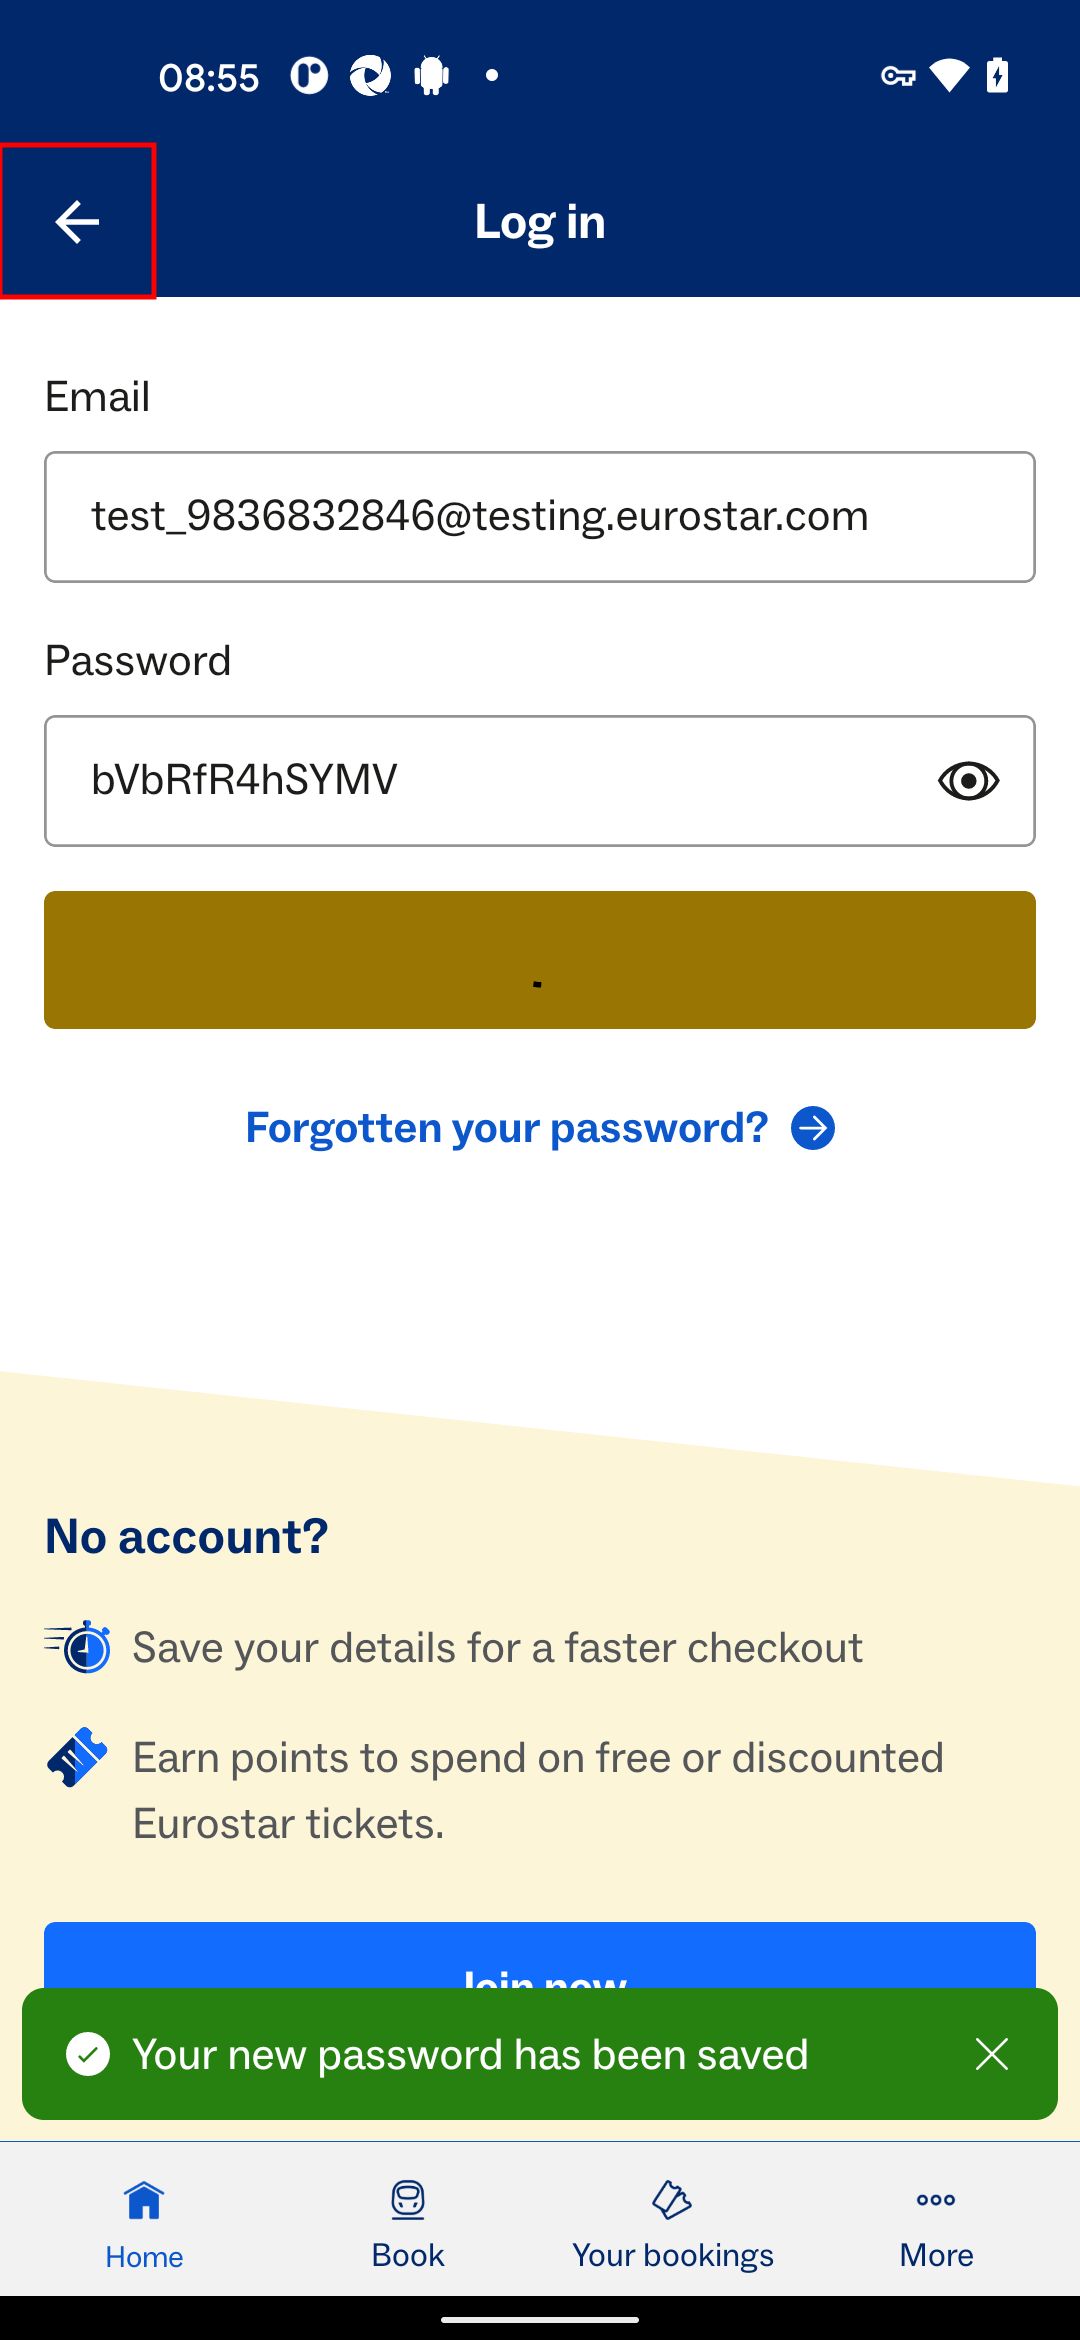 08:55
Log in
Email
test_9836832846@testing.eurostar.com
Password
bVbRfR4hSYMV
Forgotten your password?
No account?
Save your details for a faster checkout
Earn points to spend on free or discounted
Eurostar tickets.
Join now
Your new password has been saved
Home
Book
Your bookings
More